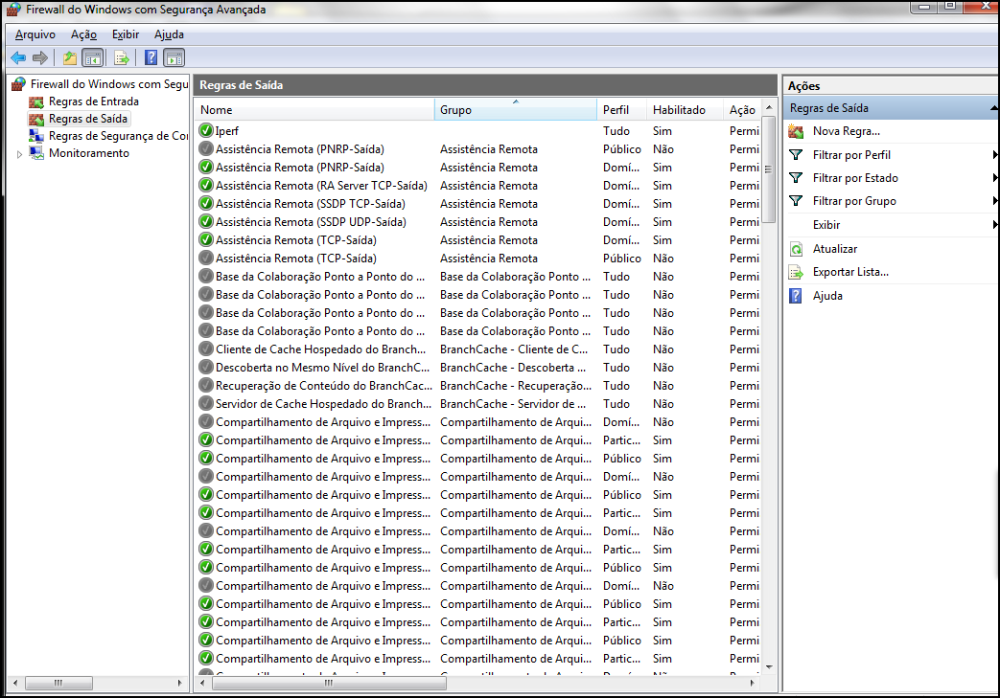 Firewall do Windows com Segurança Avançada
Arquivo Ação Exibir Ajuda
Firewall do Windows com Segu
Regras de Entrada
Regras de Saída
Regras de Segurança de Co
Monitoramento
Regras de Saída
Nome Grupo Perfil Habilitado Ação
Iperf Tudo Sim Permi
Assistência Remota (PNRP-Saída) Assistência Remota Público Não Permi
Assistência Remota (PNRP-Saída) Assistência Remota Domí... Sim Permi
Assistência Remota (RA Server TCP-Saída) Assistência Remota Domí... Sim Permi
Assistência Remota (SSDP TCP-Saída) Assistência Remota Domí... Sim Permi
Assistência Remota (SSDP UDP-Saída) Assistência Remota Domí... Sim Permi
Assistência Remota (TCP-Saída) Assistência Remota Domí... Sim Permi
Assistência Remota (TCP-Saída) Assistência Remota Público Não Permi
Base da Colaboração Ponto a Ponto do ... Base da Colaboração Ponto ... Tudo Não Permi
Base da Colaboração Ponto a Ponto do ... Base da Colaboração Ponto ... Tudo Não Permi
Base da Colaboração Ponto a Ponto do ... Base da Colaboração Ponto ... Tudo Não Permi
Base da Colaboração Ponto a Ponto do ... Base da Colaboração Ponto ... Tudo Não Permi
Cliente de Cache Hospedado do Branch... BranchCache - Cliente de C... Tudo Não Permi
Descoberta no Mesmo Nível do BranchC... BranchCache - Descoberta ... Tudo Não Permi
Recuperação de Conteúdo do BranchCac... BranchCache - Recuperação... Tudo Não Permi
Servidor de Cache Hospedado do Branch... BranchCache - Servidor de ... Tudo Não Permi
Compartilhamento de Arquivo e Impress... Compartilhamento de Arqui... Domí... Não Permi
Compartilhamento de Arquivo e Impress... Compartilhamento de Arqui... Partic... Sim Permi
Compartilhamento de Arquivo e Impress... Compartilhamento de Arqui... Público Sim Permi
Compartilhamento de Arquivo e Impress... Compartilhamento de Arqui... Domí... Não Permi
Compartilhamento de Arquivo e Impress... Compartilhamento de Arqui... Público Sim Permi
Compartilhamento de Arquivo e Impress... Compartilhamento de Arqui... Partic... Sim Permi
Compartilhamento de Arquivo e Impress... Compartilhamento de Arqui... Domí... Não Permi
Compartilhamento de Arquivo e Impress... Compartilhamento de Arqui... Partic... Sim Permi
Compartilhamento de Arquivo e Impress... Compartilhamento de Arqui... Público Sim Permi
Compartilhamento de Arquivo e Impress... Compartilhamento de Arqui... Domí... Não Permi
Compartilhamento de Arquivo e Impress... Compartilhamento de Arqui... Público Sim Permi
Compartilhamento de Arquivo e Impress... Compartilhamento de Arqui... Partic... Sim Permi
Compartilhamento de Arquivo e Impress... Compartilhamento de Arqui... Público Sim Permi
Compartilhamento de Arquivo e Impress... Compartilhamento de Arqui... Partic... Sim Permi
Ações
Regras de Saída
Nova Regra...
Filtrar por Perfil
Filtrar por Estado
Filtrar por Grupo
Exibir
Atualizar
Exportar Lista...
Ajuda